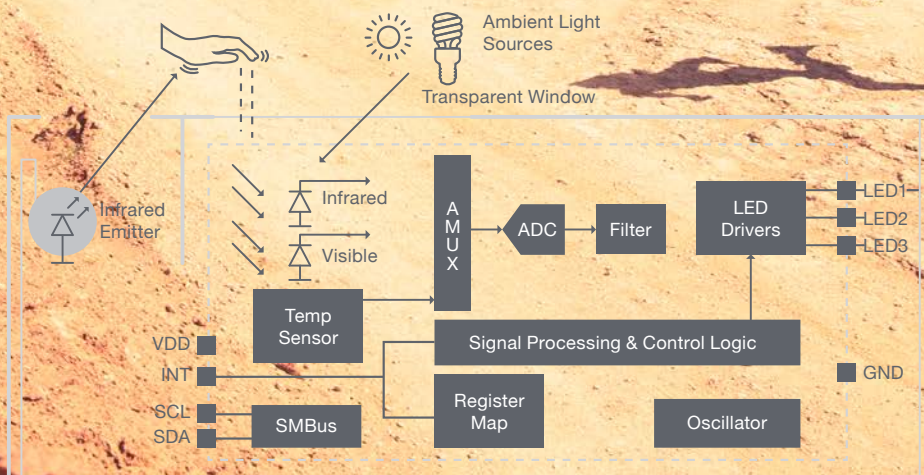 Ambient Light
Sources
Transparent Window
Infrared
Emitter
Infrared
Visible
A
M
U
X
ADC
Filter
LED
Drivers
LED1
LED2
LED3
Temp
Sensor
VDD
INT
SCL
SDA
SMBus
Signal Processing & Control Logic
Register
Map
Oscillator
GND